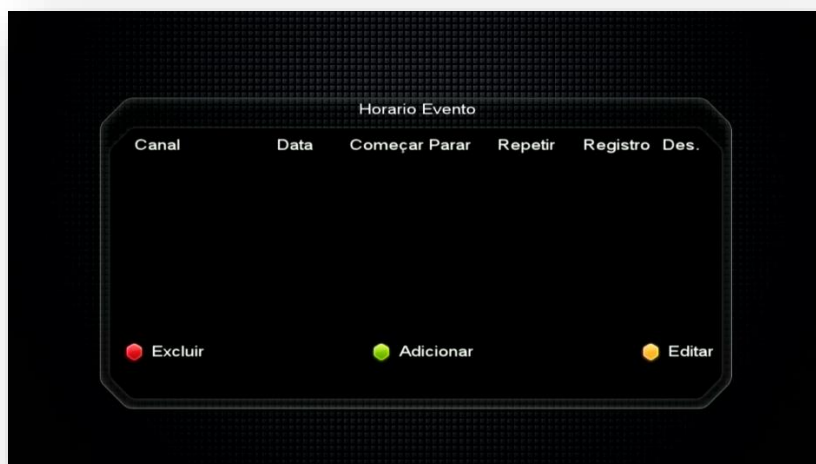 Horario Evento
Canal Data Começar Parar Repetir Registro Des.
Excluir Adicionar Editar